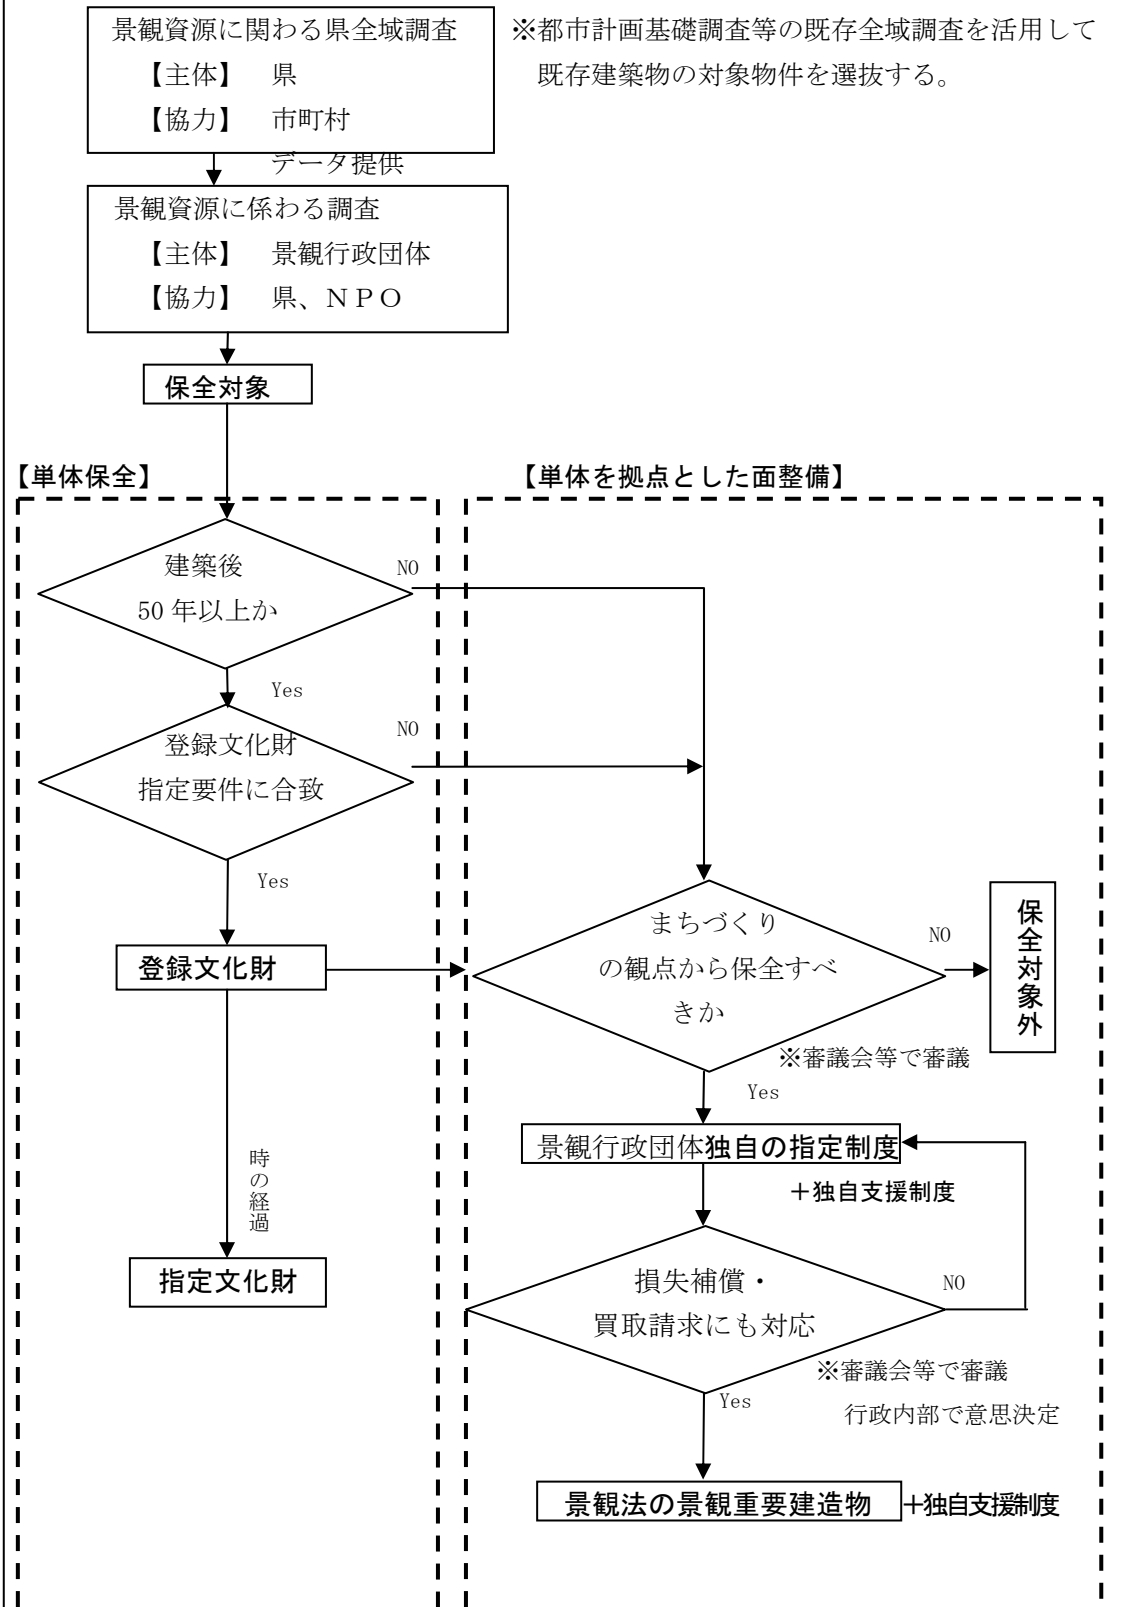 景観資源に関わる県全域調査
【主体】 県
【協力】 市町村
※都市計画基礎調査等の既存全域調査を活用して
既存建築物の対象物件を選抜する。
データ提供
景観資源に係わる調査
【主体】 景観行政団体
【協力】 県、NPO
保全対象
【単体保全】
【単体を拠点とした面整備】
建築後
50年以上か
NO
Yes
登録文化財
指定要件に合致
NO
Yes
登録文化財
まちづくり
の観点から保全すべ
きか
NO
保全対象外
※審議会等で審議
Yes
景観行政団体独自の指定制度
+独自支援制度
時の経過
指定文化財
損失補償・
買取請求にも対応
NO
※審議会等で審議
行政内部で意思決定
Yes
景観法の景観重要建造物
+独自支援制度